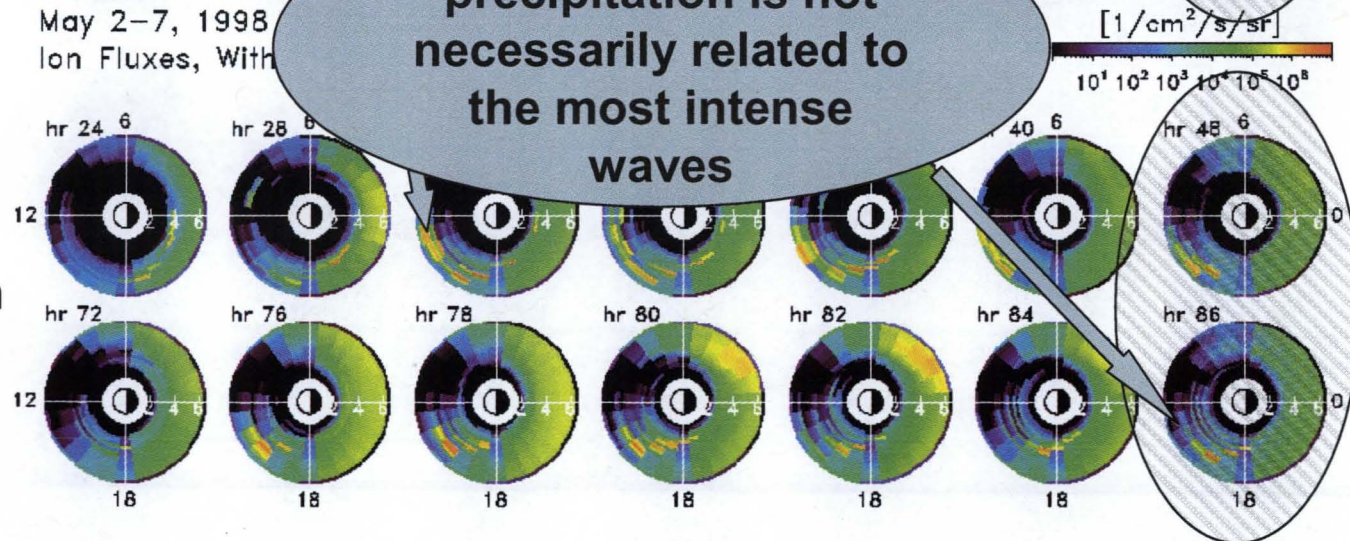 precipitation is not
necessarily related to
the most intense
waves
May 2-7, 1998
Ion Fluxes, With
[1/cm²/s/sr]
10¹ 10² 10³ 10⁴ 10⁵ 10⁶
hr 24 6
hr 28 6
40 6
hr 48 6
12
2 4 6
2 4 6
2 4 6
2 4 6
2 4 6
2 4 6
2 4 6
0
hr 72
hr 76
hr 78
hr 80
hr 82
hr 84
hr 86
12
2 4 6
2 4 6
2 4 6
2 4 6
2 4 6
2 4
2 4 6
0
18
18
18
18
18
18
18